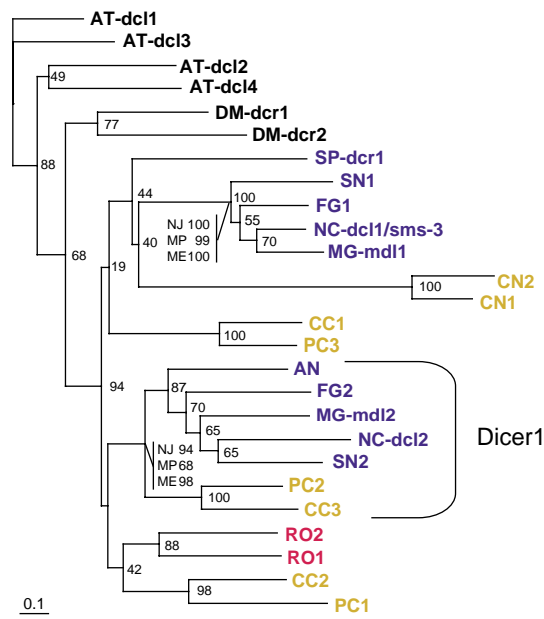 AT-dcl1
AT-dcl3
AT-dcl2
49
AT-dcl4
DM-dcr1
77
DM-dcr2
88
SP-dcr1
SN1
44
100
FG1
NJ 100
55
NC-dcl1/sms-3
MP 99
40
70
MG-mdl1
ME100
68
19
CN2
100
CN1
CC1
100
PC3
AN
94
87
FG2
70
MG-mdl2
65
NC-dcl2
Dicer1
NJ 94
65
MP68
SN2
ME98
PC2
100
CC3
RO2
88
RO1
42
CC2
98
PC1
0.1